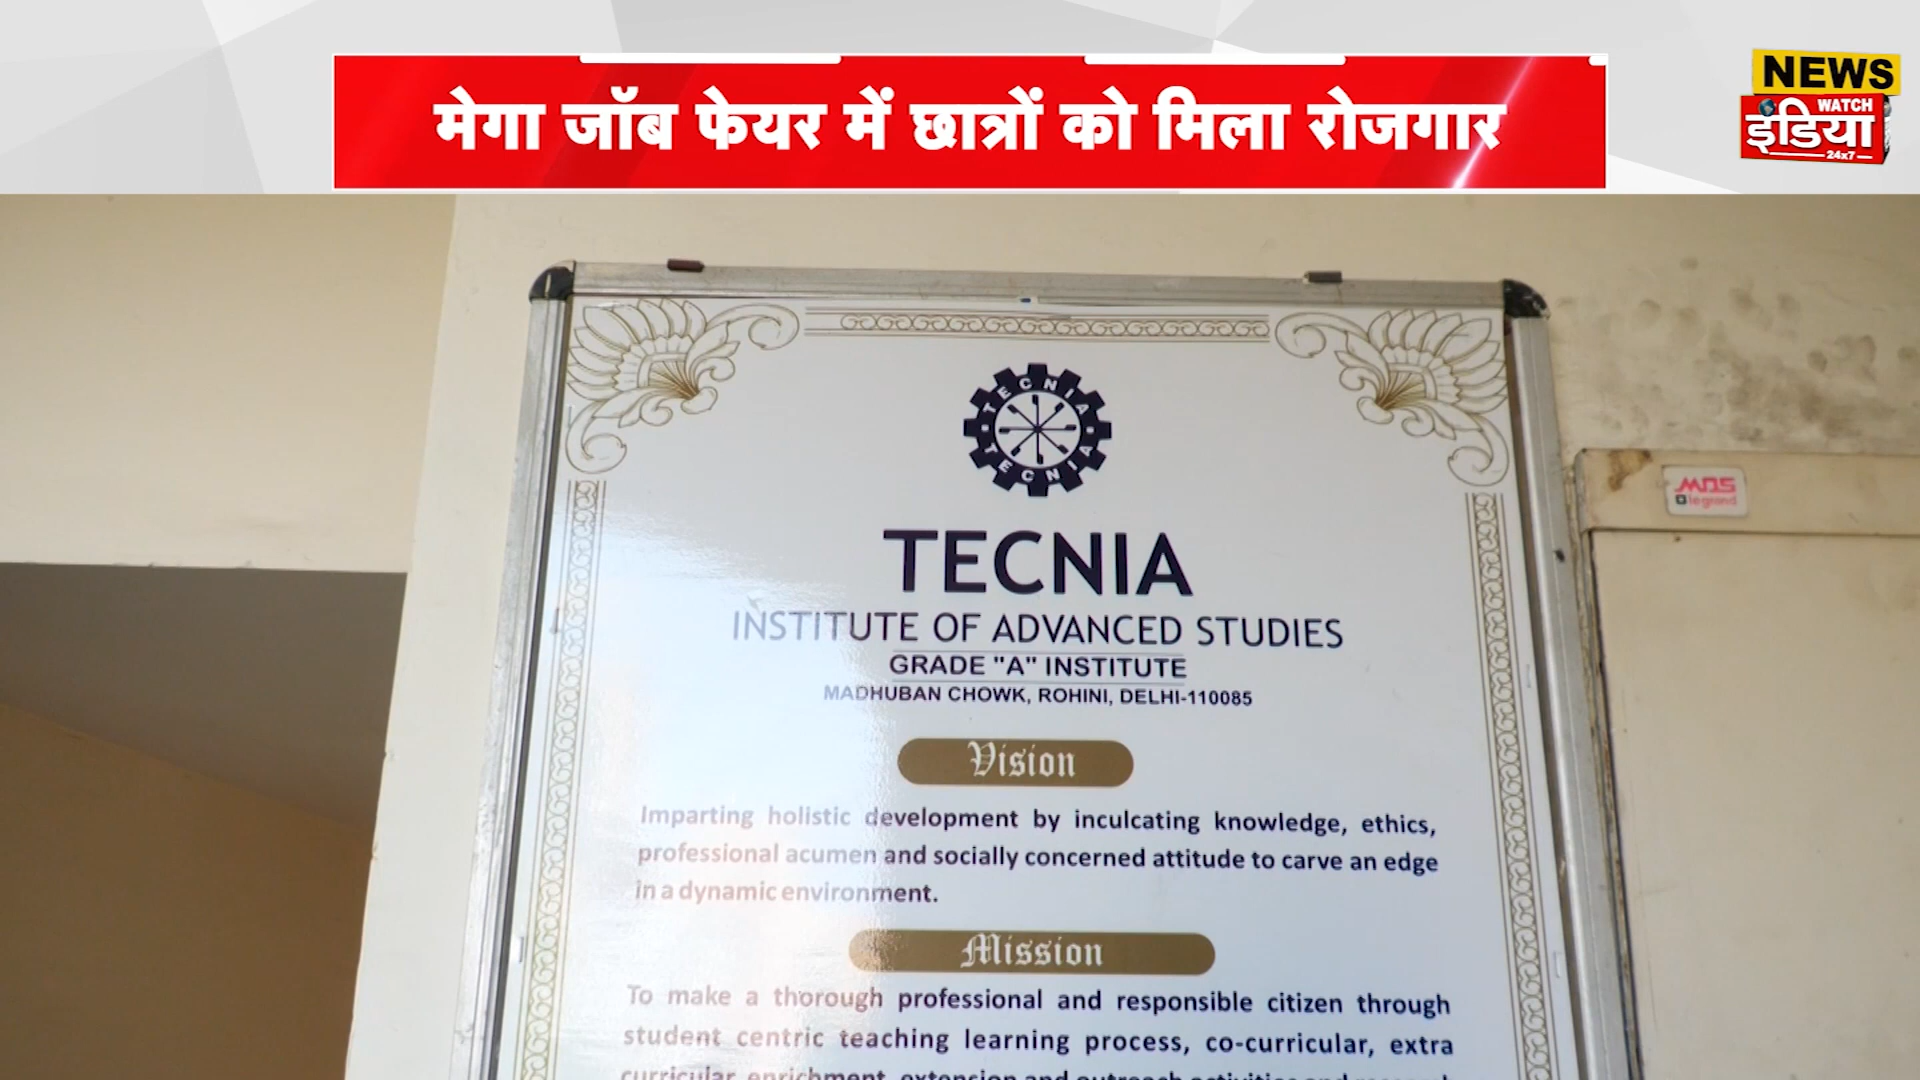 मेगा जॉब फेयर में छात्रों को मिला रोजगार
NEWS
WATCH
इंडिया
24x7
TECNIA
TECNIA
TECNIA
INSTITUTE OF ADVANCED STUDIES
GRADE "A" INSTITUTE
MADHUBAN CHOWK, ROHINI, DELHI-110085
MDS
legrand
Vision
Imparting holistic development by inculcating knowledge, ethics,
professional acumen and socially concerned attitude to carve an edge
in a dynamic environment.
Mission
To make a thorough professional and responsible citizen through
student centric teaching learning process, co-curricular, extra
curricular enrichment, extension and outreach activities and